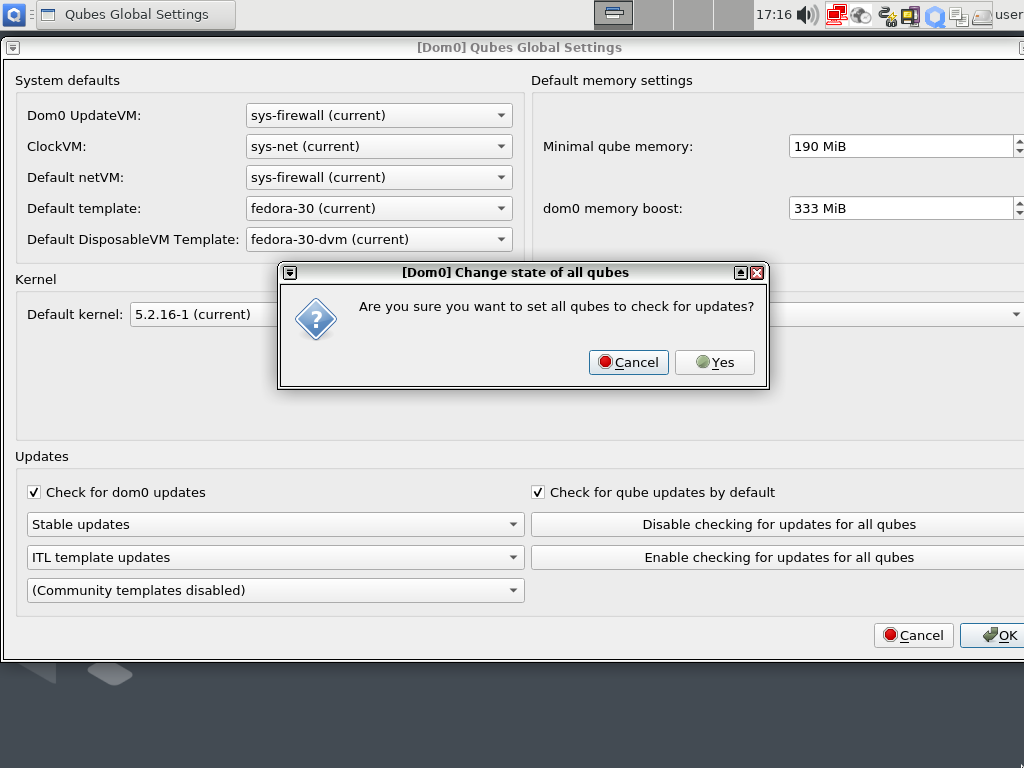 Qubes Global Settings
17:16
user
[Dom0] Qubes Global Settings
System defaults
Default memory settings
Dom0 UpdateVM:
sys-firewall (current)
ClockVM:
sys-net (current)
Minimal qube memory:
190 MiB
Default netVM:
sys-firewall (current)
Default template:
fedora-30 (current)
dom0 memory boost:
333 MiB
Default DisposableVM Template:
fedora-30-dvm (current)
Kernel
Default kernel:
5.2.16-1 (current)
[Dom0] Change state of all qubes
Are you sure you want to set all qubes to check for updates?
Cancel
Yes
Updates
Check for dom0 updates
Check for qube updates by default
Stable updates
Disable checking for updates for all qubes
ITL template updates
Enable checking for updates for all qubes
(Community templates disabled)
Cancel
OK